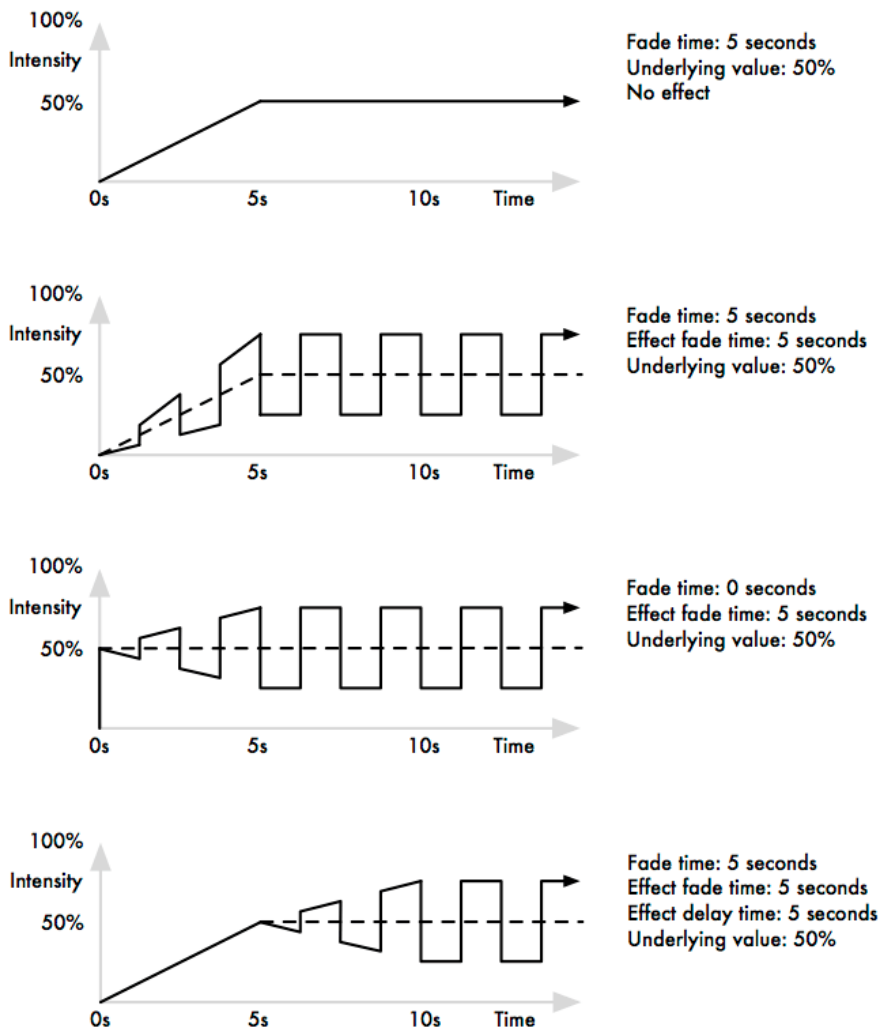 100%
Intensity
50%
0s 5s 10s Time
Fade time: 5 seconds
Underlying value: 50%
No effect
100%
Intensity
50%
0s 5s 10s Time
Fade time: 5 seconds
Effect fade time: 5 seconds
Underlying value: 50%
100%
Intensity
50%
0s 5s 10s Time
Fade time: 0 seconds
Effect fade time: 5 seconds
Underlying value: 50%
100%
Intensity
50%
0s 5s 10s Time
Fade time: 5 seconds
Effect fade time: 5 seconds
Effect delay time: 5 seconds
Underlying value: 50%